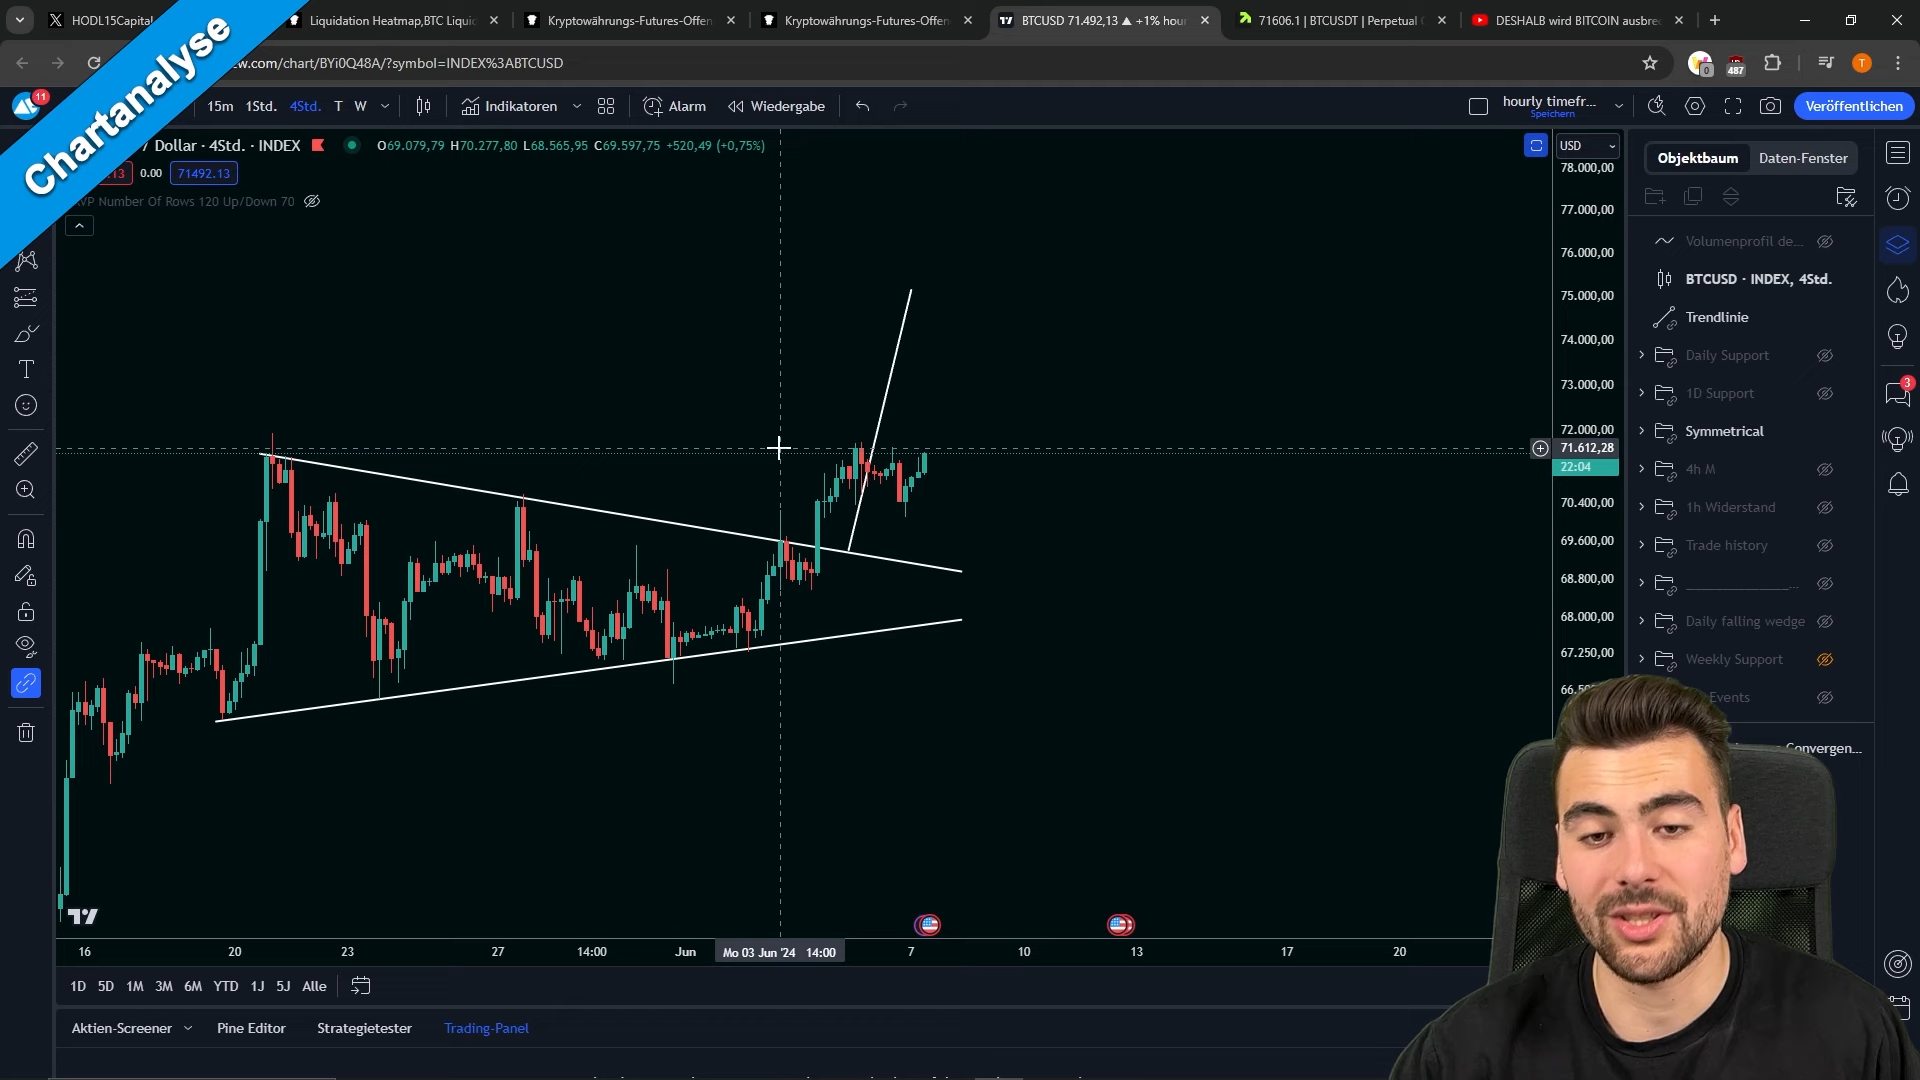 HODL15Capital
Liquidation Heatmap,BTC Liquid
Kryptowährungs-Futures-Offen
Kryptowährungs-Futures-Offen
BTCUSD 71.492,13 ▲ +1% hour
71606.1 | BTCUSDT | Perpetual
DESHALB wird BITCOIN ausbre
Chartanalyse
ew.com/chart/BYi0Q48A/?symbol=INDEX%3ABTCUSD
0
487
T
11
15m 1Std. 4Std. T W
Indikatoren
Alarm
Wiedergabe
hourly timefr...
Speichern
Veröffentlichen
/ Dollar · 4Std. · INDEX
O69.079,79 H70.277,80 L68.565,95 C69.597,75 +520,49 (+0,75%)
.13 0.00 71492.13
VP Number Of Rows 120 Up/Down 70
USD
78.000,00
77.000,00
76.000,00
75.000,00
74.000,00
73.000,00
72.000,00
71.612,28
22:04
70.400,00
69.600,00
68.800,00
68.000,00
67.250,00
66.5
Objektbaum Daten-Fenster
Volumenprofil de...
BTCUSD · INDEX, 4Std.
Trendlinie
Daily Support
1D Support
Symmetrical
4h M
1h Widerstand
Trade history
Daily falling wedge
Weekly Support
Events
Convergen...
3
16 20 23 27 14:00 Jun Mo 03 Jun '24 14:00 7 10 13 17 20
1D 5D 1M 3M 6M YTD 1J 5J Alle
Aktien-Screener Pine Editor Strategietester Trading-Panel